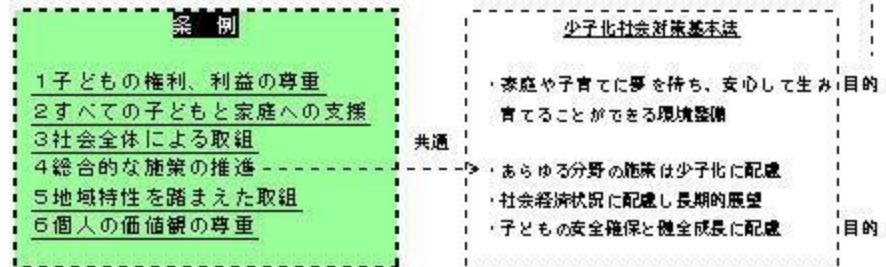 条 例
1子どもの権利、利益の尊重
2すべての子どもと家庭への支援
3社会全体による取組
4総合的な施策の推進
5地域特性を踏まえた取組
6個人の価値観の尊重
共通
少子化社会対策基本法
・家庭や子育てに夢を持ち、安心して生み
育てることができる環境整備
・あらゆる分野の施策は少子化に配慮
・社会経済状況に配慮し長期的展望
・子どもの安全確保と健全成長に配慮
目的
目的